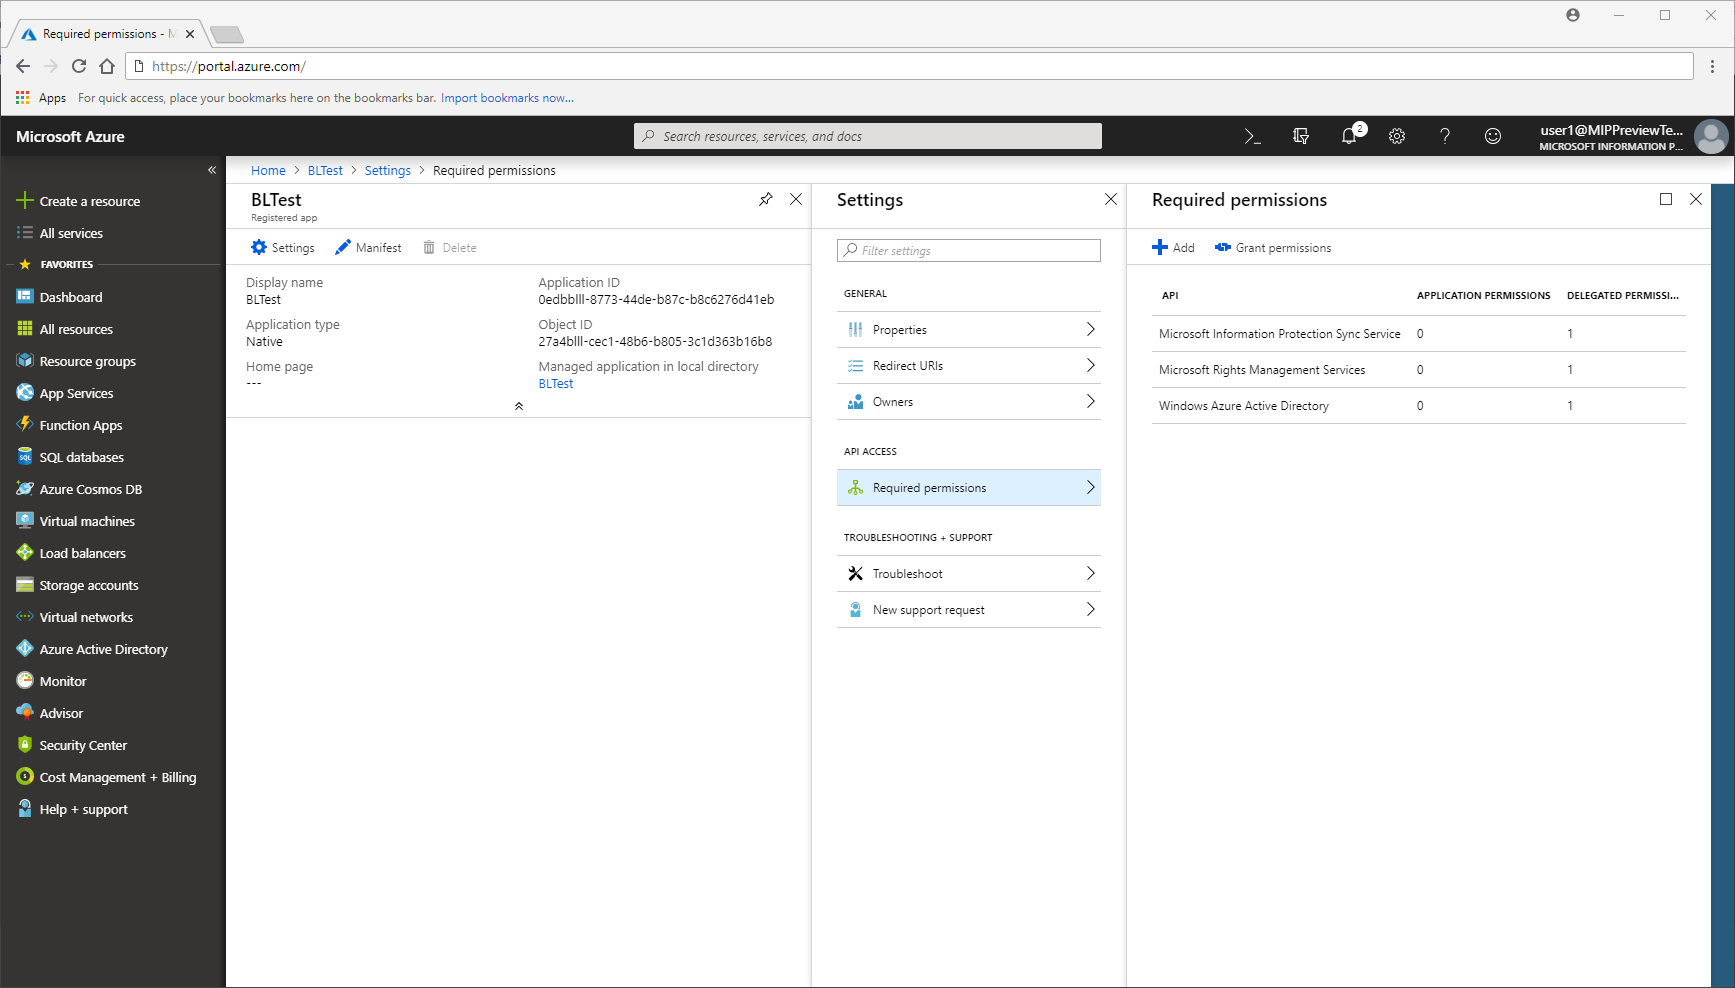 Required permissions - M
https://portal.azure.com/
Apps For quick access, place your bookmarks here on the bookmarks bar. Import bookmarks now...
Microsoft Azure
Search resources, services, and docs
2
user1@MIPPreviewTe...
MICROSOFT INFORMATION P...
Create a resource
All services
FAVORITES
Dashboard
All resources
Resource groups
App Services
Function Apps
SQL databases
Azure Cosmos DB
Virtual machines
Load balancers
Storage accounts
Virtual networks
Azure Active Directory
Monitor
Advisor
Security Center
Cost Management + Billing
Help + support
Home > BLTest > Settings > Required permissions
BLTest
Registered app
Settings Manifest Delete
Display name
BLTest
Application type
Native
Home page
---
Application ID
0edbblll-8773-44de-b87c-b8c6276d41eb
Object ID
27a4blll-cec1-48b6-b805-3c1d363b16b8
Managed application in local directory
BLTest
Settings
Filter settings
GENERAL
Properties
Redirect URIs
Owners
API ACCESS
Required permissions
TROUBLESHOOTING + SUPPORT
Troubleshoot
New support request
Required permissions
Add Grant permissions
API APPLICATION PERMISSIONS DELEGATED PERMISSI...
Microsoft Information Protection Sync Service 0 1
Microsoft Rights Management Services 0 1
Windows Azure Active Directory 0 1